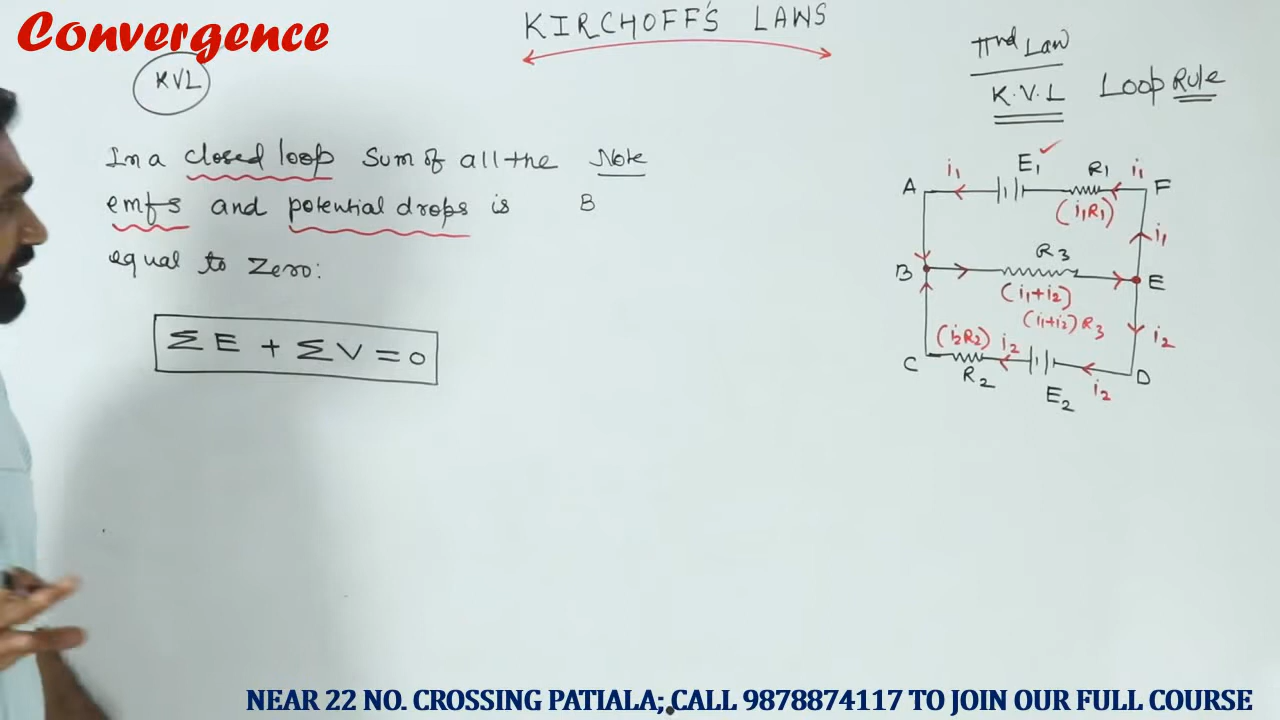 Convergence
KIRCHOFF'S LAWS
KVL
IInd Law
K.V.L Loop Rule
In a closed loop Sum of all the
emfs and potential drops is
equal to Zero:
ΣE + ΣV = 0
Note
B
i1 E1 R1 i1
A F
(i1R1)
i1
R3
B E
(i1+i2)
(i1+i2)R3
(i2R2) i2 i2
C R2 E2 i2 D
NEAR 22 NO. CROSSING PATIALA; CALL 9878874117 TO JOIN OUR FULL COURSE